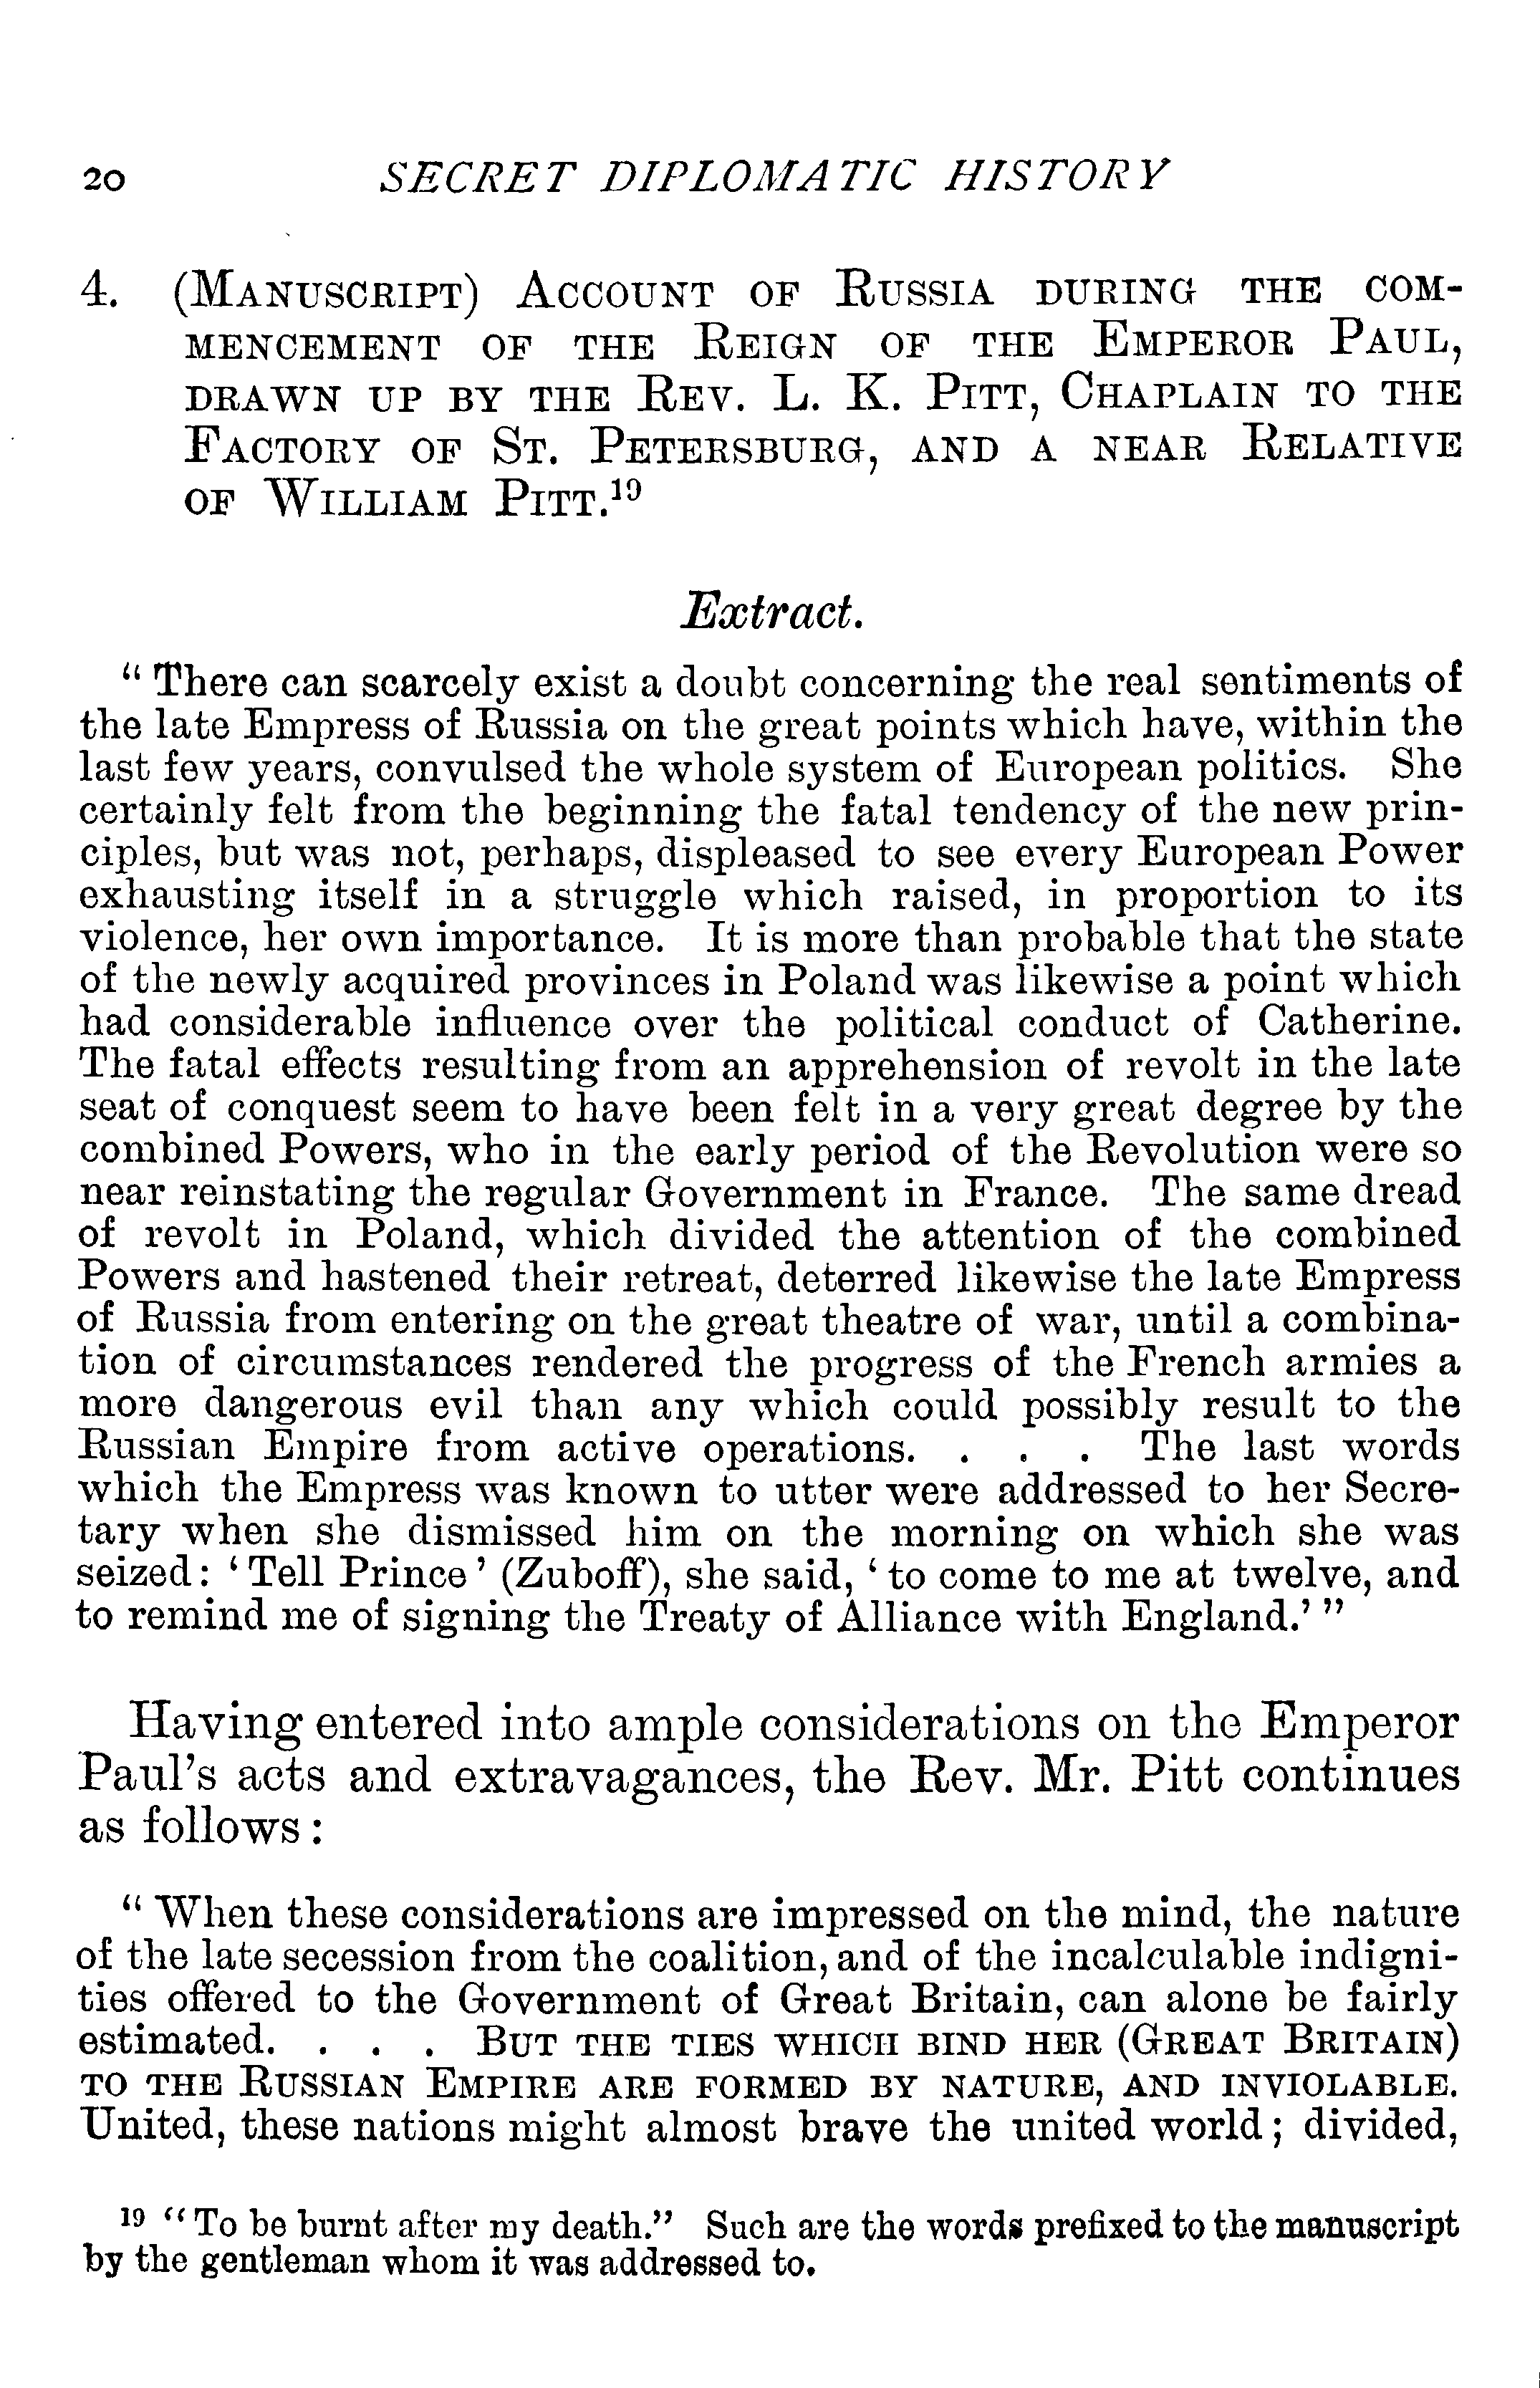 20 SECRET DIPLOMATIC HISTORY
4. (MANUSCRIPT) ACCOUNT OF RUSSIA DURING THE COM-
MENCEMENT OF THE REIGN OF THE EMPEROR PAUL,
DRAWN UP BY THE REV. L. K. PITT, CHAPLAIN TO THE
FACTORY OF ST. PETERSBURG, AND A NEAR RELATIVE
OF WILLIAM PITT.19
Extract.
“ There can scarcely exist a doubt concerning the real sentiments of
the late Empress of Russia on the great points which have, within the
last few years, convulsed the whole system of European politics. She
certainly felt from the beginning the fatal tendency of the new prin-
ciples, but was not, perhaps, displeased to see every European Power
exhausting itself in a struggle which raised, in proportion to its
violence, her own importance. It is more than probable that the state
of the newly acquired provinces in Poland was likewise a point which
had considerable influence over the political conduct of Catherine.
The fatal effects resulting from an apprehension of revolt in the late
seat of conquest seem to have been felt in a very great degree by the
combined Powers, who in the early period of the Revolution were so
near reinstating the regular Government in France. The same dread
of revolt in Poland, which divided the attention of the combined
Powers and hastened their retreat, deterred likewise the late Empress
of Russia from entering on the great theatre of war, until a combina-
tion of circumstances rendered the progress of the French armies a
more dangerous evil than any which could possibly result to the
Russian Empire from active operations. . . . The last words
which the Empress was known to utter were addressed to her Secre-
tary when she dismissed him on the morning on which she was
seized: ‘ Tell Prince ’ (Zuboff), she said, ‘ to come to me at twelve, and
to remind me of signing the Treaty of Alliance with England.’ ”
Having entered into ample considerations on the Emperor
Paul’s acts and extravagances, the Rev. Mr. Pitt continues
as follows :
“ When these considerations are impressed on the mind, the nature
of the late secession from the coalition, and of the incalculable indigni-
ties offered to the Government of Great Britain, can alone be fairly
estimated. . . . BUT THE TIES WHICH BIND HER (GREAT BRITAIN)
TO THE RUSSIAN EMPIRE ARE FORMED BY NATURE, AND INVIOLABLE.
United, these nations might almost brave the united world ; divided,
19 “ To be burnt after my death.” Such are the words prefixed to the manuscript
by the gentleman whom it was addressed to.